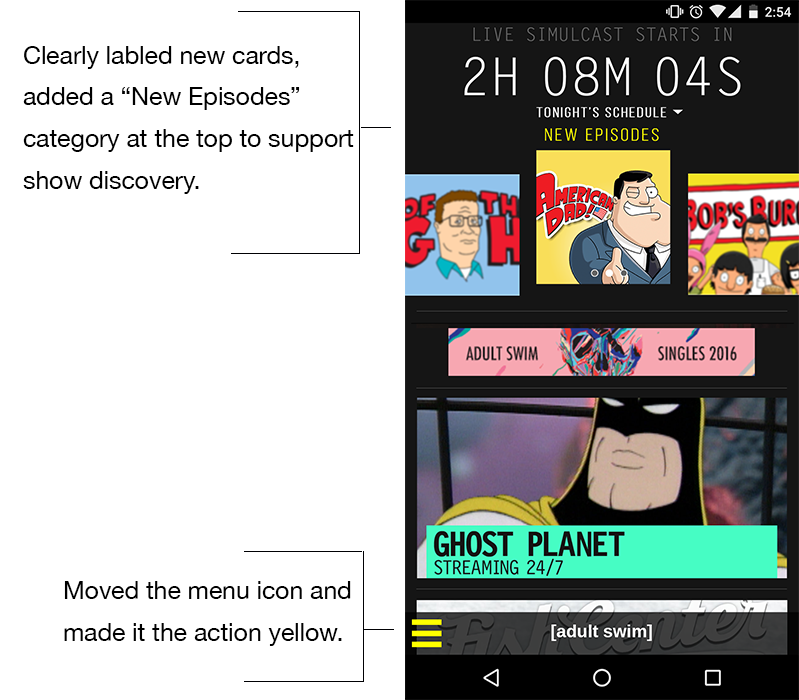 Clearly labled new cards,
added a “New Episodes”
category at the top to support
show discovery.
Moved the menu icon and
made it the action yellow.
2:54
LIVE SIMULCAST STARTS IN
2H 08M 04S
TONIGHT'S SCHEDULE
NEW EPISODES
OF THE
G H
AMERICAN
DAD!
BOB'S BUR
ADULT SWIM SINGLES 2016
GHOST PLANET
STREAMING 24/7
FishCenter
[adult swim]